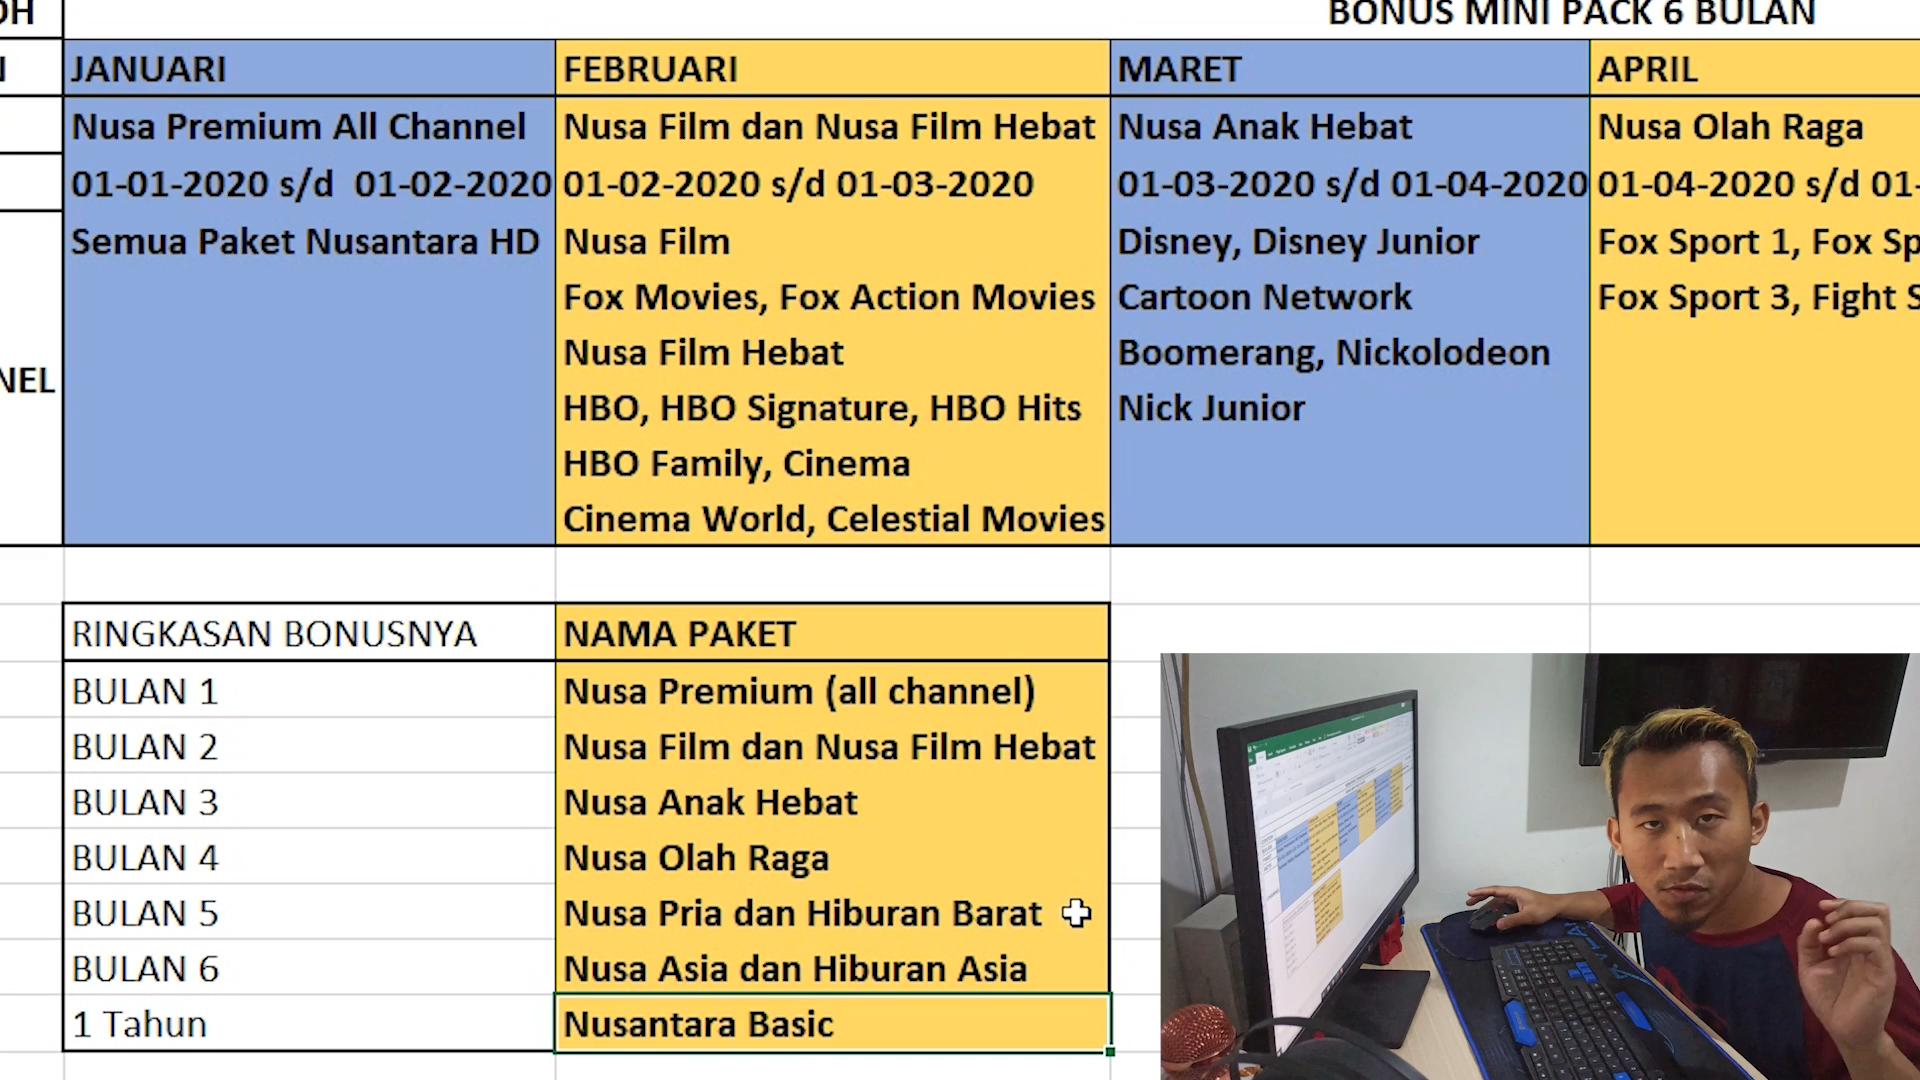 OH
BONUS MINI PACK 6 BULAN
N
JANUARI
FEBRUARI
MARET
APRIL
Nusa Premium All Channel
Nusa Film dan Nusa Film Hebat
Nusa Anak Hebat
Nusa Olah Raga
01-01-2020 s/d  01-02-2020
01-02-2020 s/d 01-03-2020
01-03-2020 s/d 01-04-2020
01-04-2020 s/d 01-
NEL
Semua Paket Nusantara HD
Nusa Film
Fox Movies, Fox Action Movies
Nusa Film Hebat
HBO, HBO Signature, HBO Hits
HBO Family, Cinema
Cinema World, Celestial Movies
Disney, Disney Junior
Cartoon Network
Boomerang, Nickolodeon
Nick Junior
Fox Sport 1, Fox Sp
Fox Sport 3, Fight S
RINGKASAN BONUSNYA
NAMA PAKET
BULAN 1
Nusa Premium (all channel)
BULAN 2
Nusa Film dan Nusa Film Hebat
BULAN 3
Nusa Anak Hebat
BULAN 4
Nusa Olah Raga
BULAN 5
Nusa Pria dan Hiburan Barat
BULAN 6
Nusa Asia dan Hiburan Asia
1 Tahun
Nusantara Basic